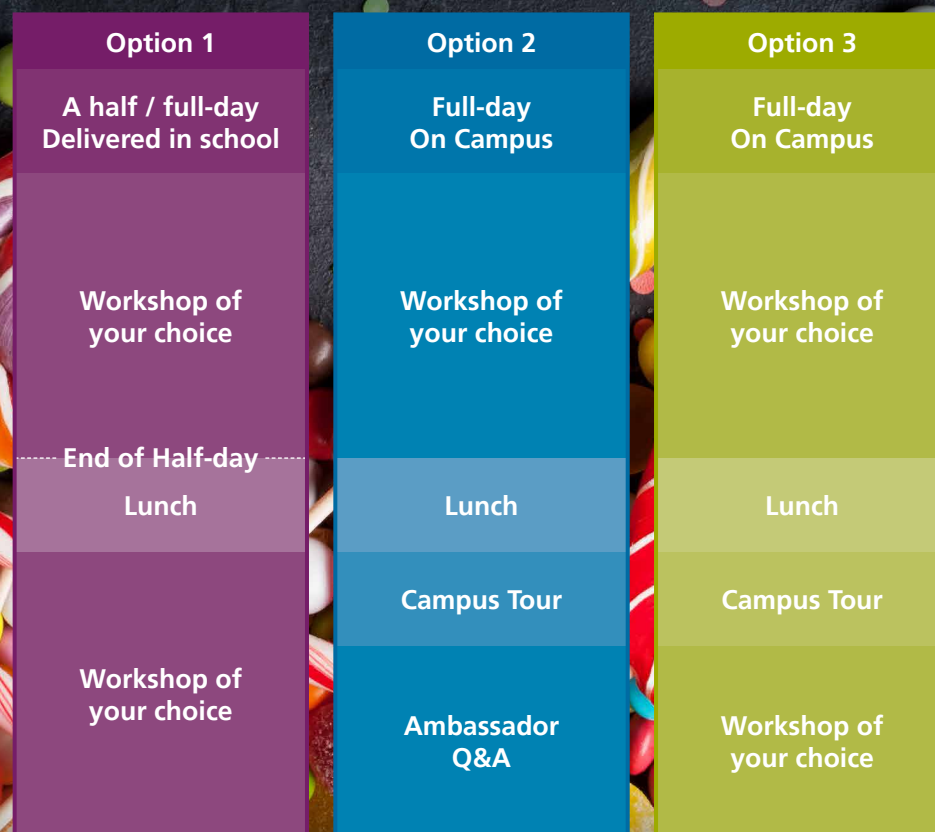 Option 1
A half / full-day
Delivered in school
Workshop of
your choice
End of Half-day
Lunch
Workshop of
your choice
Option 2
Full-day
On Campus
Workshop of
your choice
Lunch
Campus Tour
Ambassador
Q&A
Option 3
Full-day
On Campus
Workshop of
your choice
Lunch
Campus Tour
Workshop of
your choice